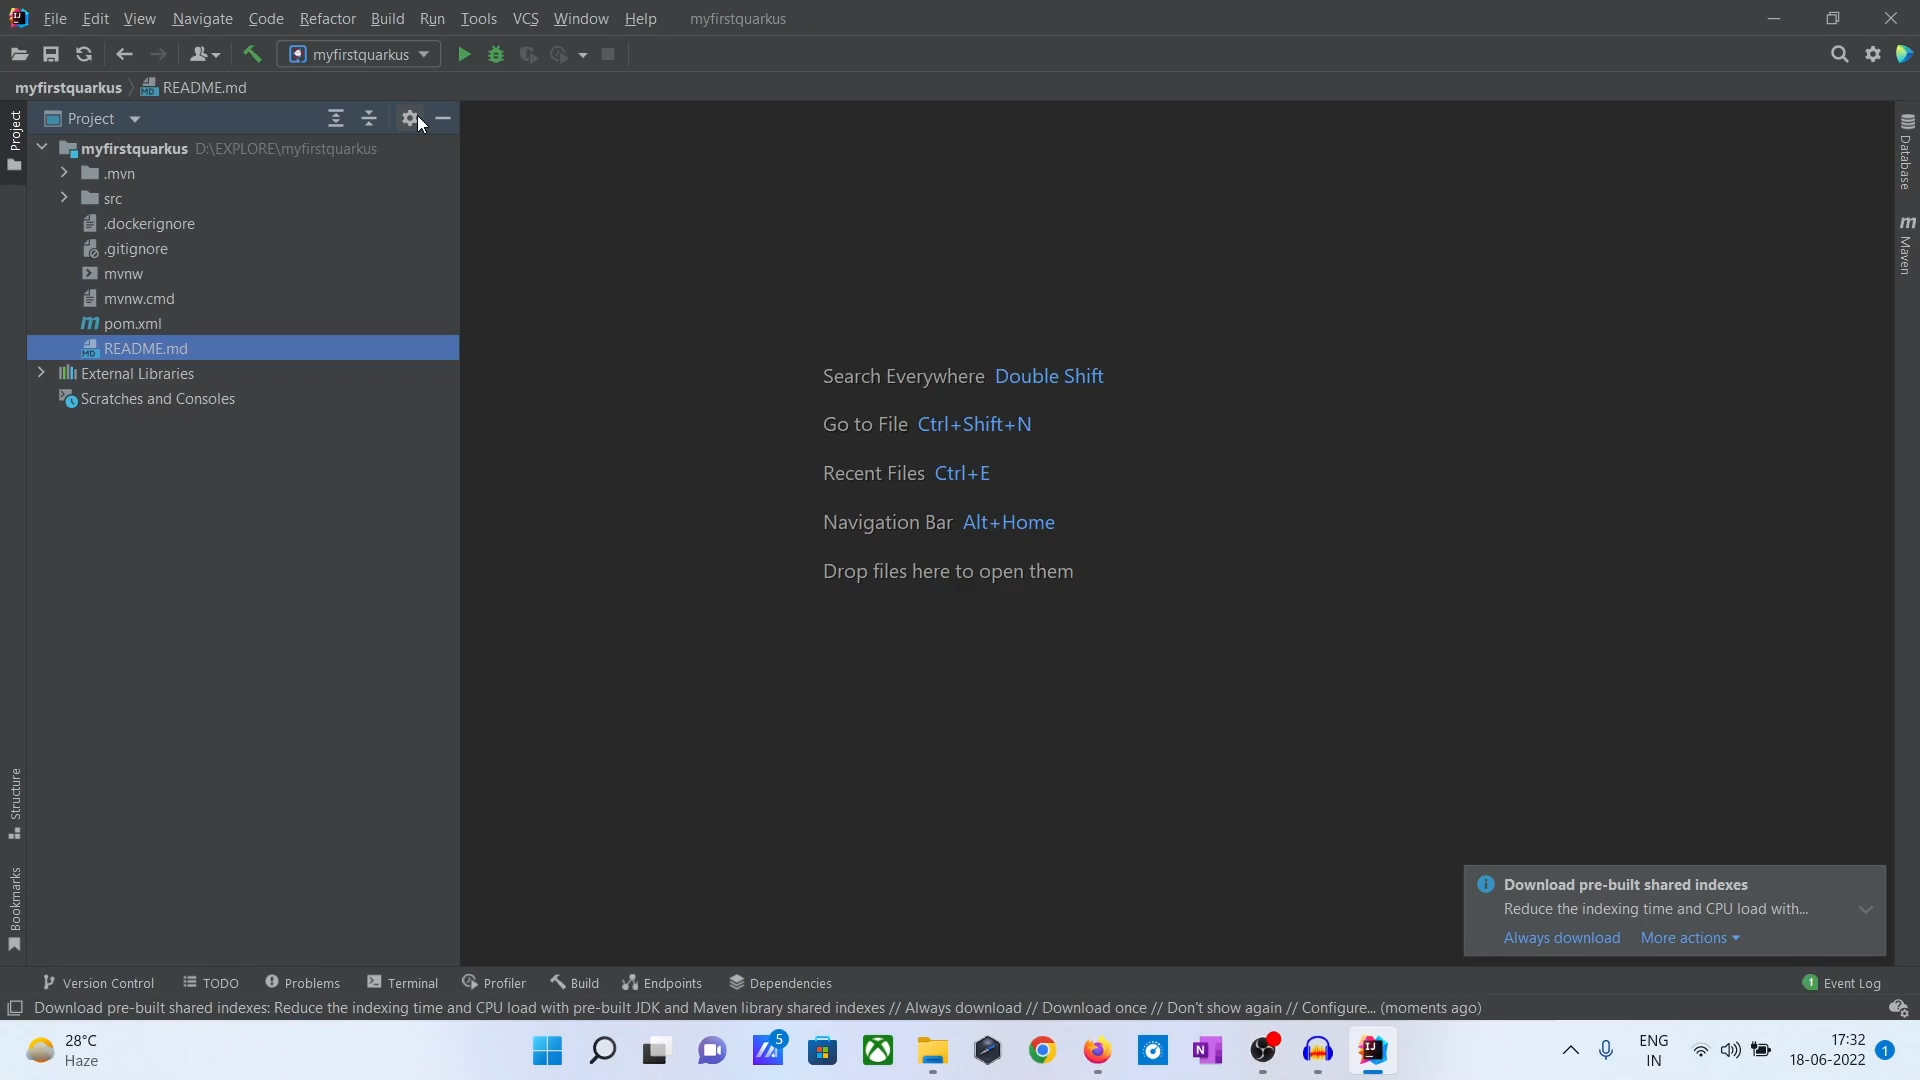 File Edit View Navigate Code Refactor Build Run Tools VCS Window Help myfirstquarkus
myfirstquarkus
myfirstquarkus README.md
Project
Project
myfirstquarkus D:\EXPLORE\myfirstquarkus
.mvn
src
.dockerignore
.gitignore
mvnw
mvnw.cmd
m pom.xml
MD README.md
External Libraries
Scratches and Consoles
Search Everywhere Double Shift
Go to File Ctrl+Shift+N
Recent Files Ctrl+E
Navigation Bar Alt+Home
Drop files here to open them
Database
m Maven
Structure
Bookmarks
Download pre-built shared indexes
Reduce the indexing time and CPU load with...
Always download More actions
Version Control TODO Problems Terminal Profiler Build Endpoints Dependencies 1 Event Log
Download pre-built shared indexes: Reduce the indexing time and CPU load with pre-built JDK and Maven library shared indexes // Always download // Download once // Don't show again // Configure... (moments ago)
28°C
Haze
5
ENG
IN
17:32
18-06-2022
1